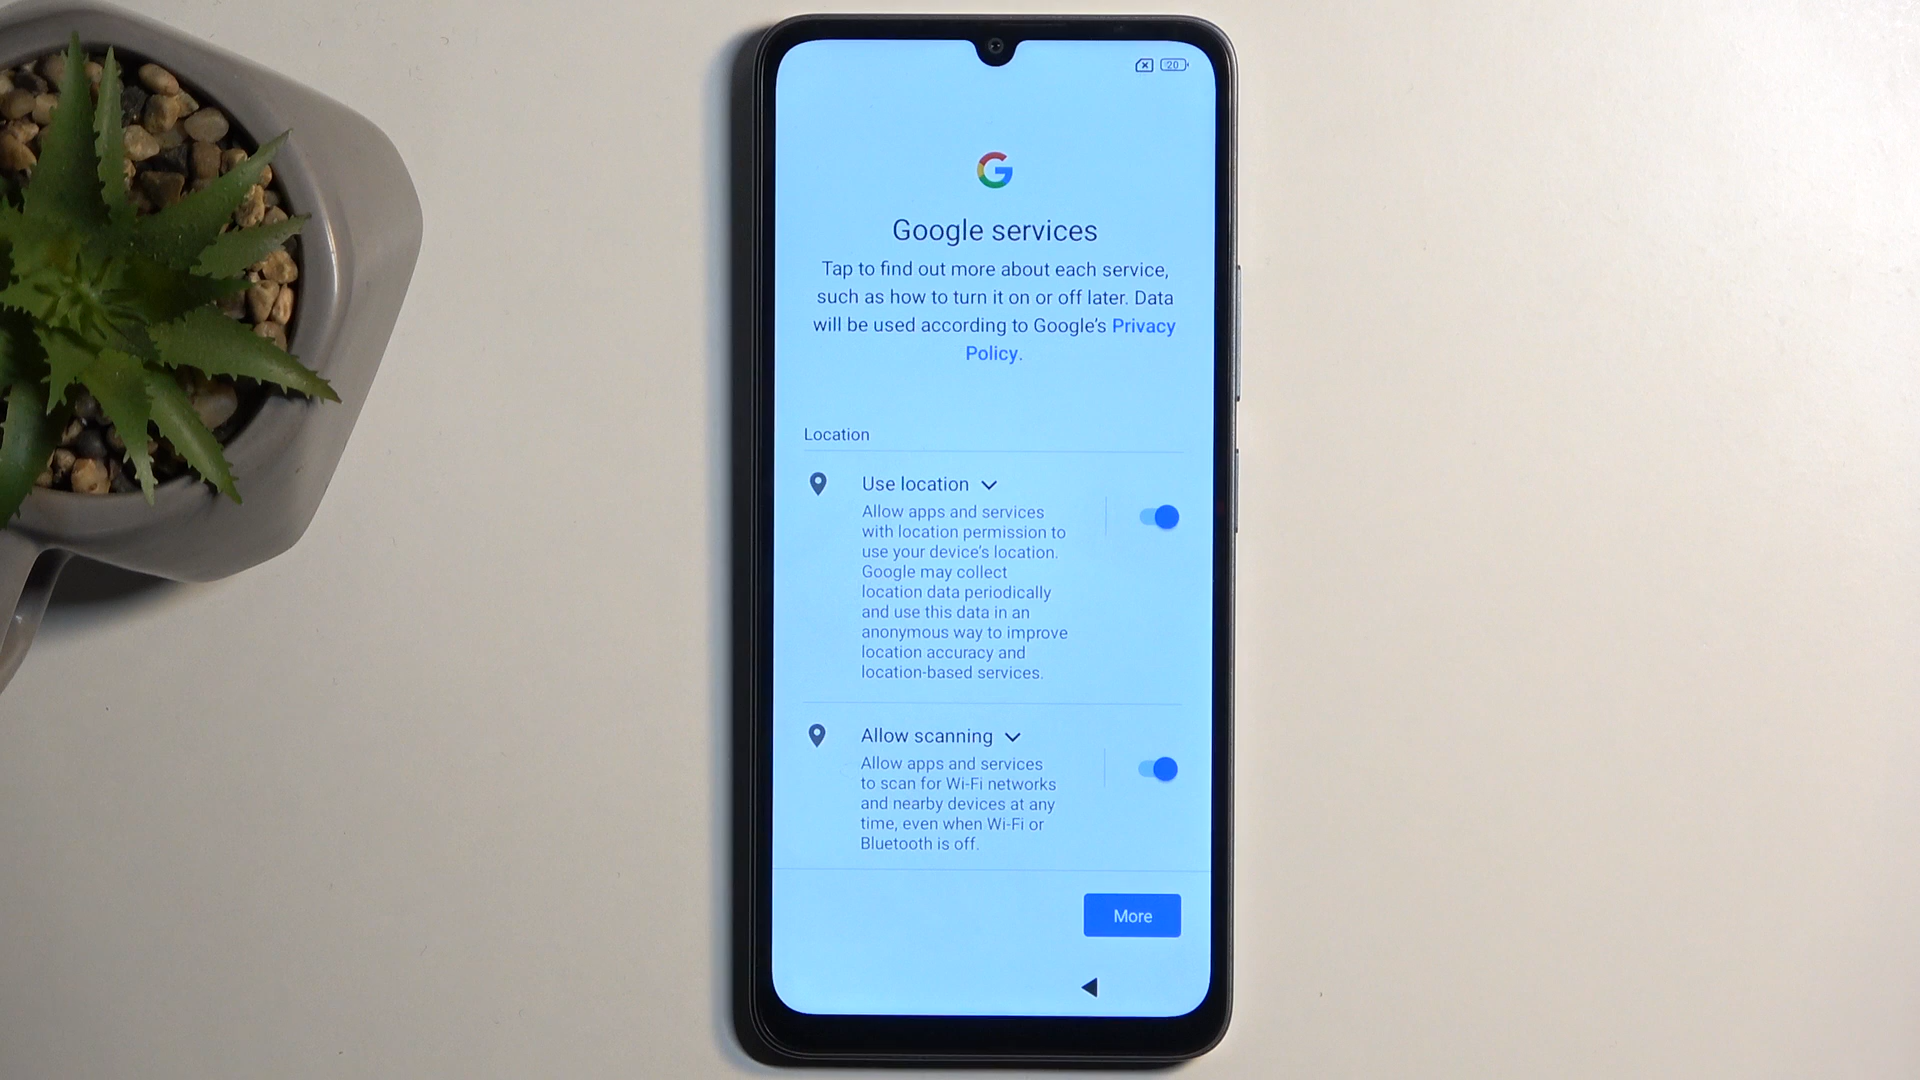 20
Google services
Tap to find out more about each service,
such as how to turn it on or off later. Data
will be used according to Google's Privacy
Policy.
Location
Use location
Allow apps and services
with location permission to
use your device's location.
Google may collect
location data periodically
and use this data in an
anonymous way to improve
location accuracy and
location-based services.
Allow scanning
Allow apps and services
to scan for Wi-Fi networks
and nearby devices at any
time, even when Wi-Fi or
Bluetooth is off.
More